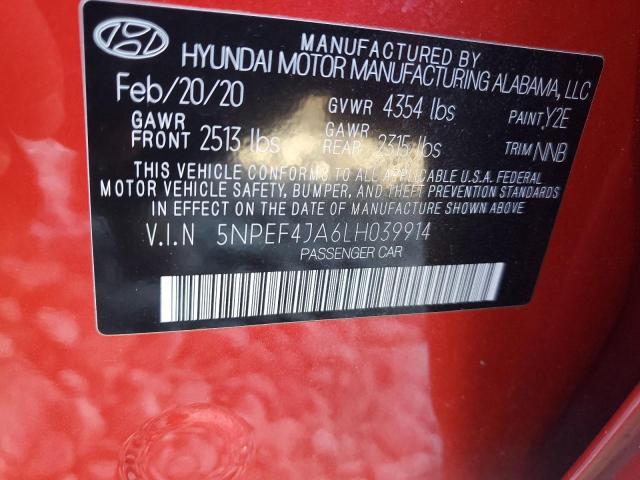 MANUFACTURED BY
HYUNDAI MOTOR MANUFACTURING ALABAMA, LLC
Feb/20/20 GVWR 4354 lbs PAINT: Y2E
GAWR FRONT 2513 lbs GAWR REAR 2315 lbs TRIM NNB
THIS VEHICLE CONFORMS TO ALL APPLICABLE U.S.A. FEDERAL
MOTOR VEHICLE SAFETY, BUMPER, AND THEFT PREVENTION STANDARDS
IN EFFECT ON THE DATE OF MANUFACTURE SHOWN ABOVE.
V.I.N 5NPEF4JA6LH039914
PASSENGER CAR